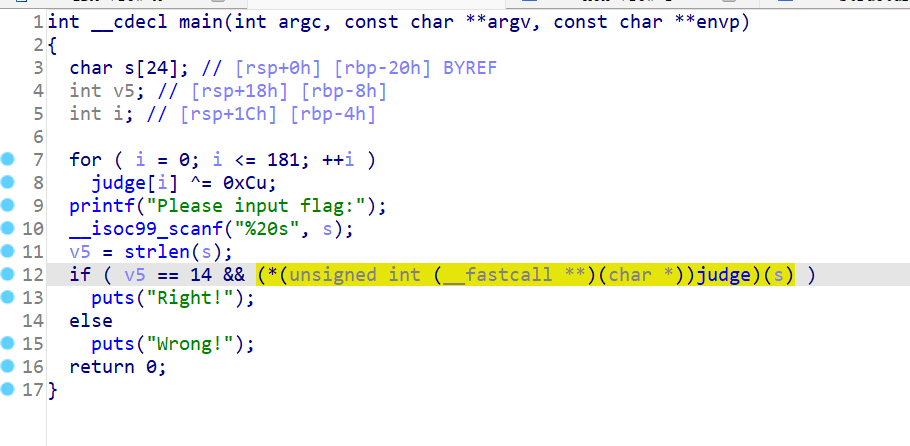 1 int __cdecl main(int argc, const char **argv, const char **envp)
2 {
3 char s[24]; // [rsp+0h] [rbp-20h] BYREF
4 int v5; // [rsp+18h] [rbp-8h]
5 int i; // [rsp+1Ch] [rbp-4h]
6
7 for ( i = 0; i <= 181; ++i )
8 judge[i] ^= 0xCu;
9 printf("Please input flag:");
10 __isoc99_scanf("%20s", s);
11 v5 = strlen(s);
12 if ( v5 == 14 && (*(unsigned int (__fastcall **)(char *))judge)(s) )
13 puts("Right!");
14 else
15 puts("Wrong!");
16 return 0;
17 }